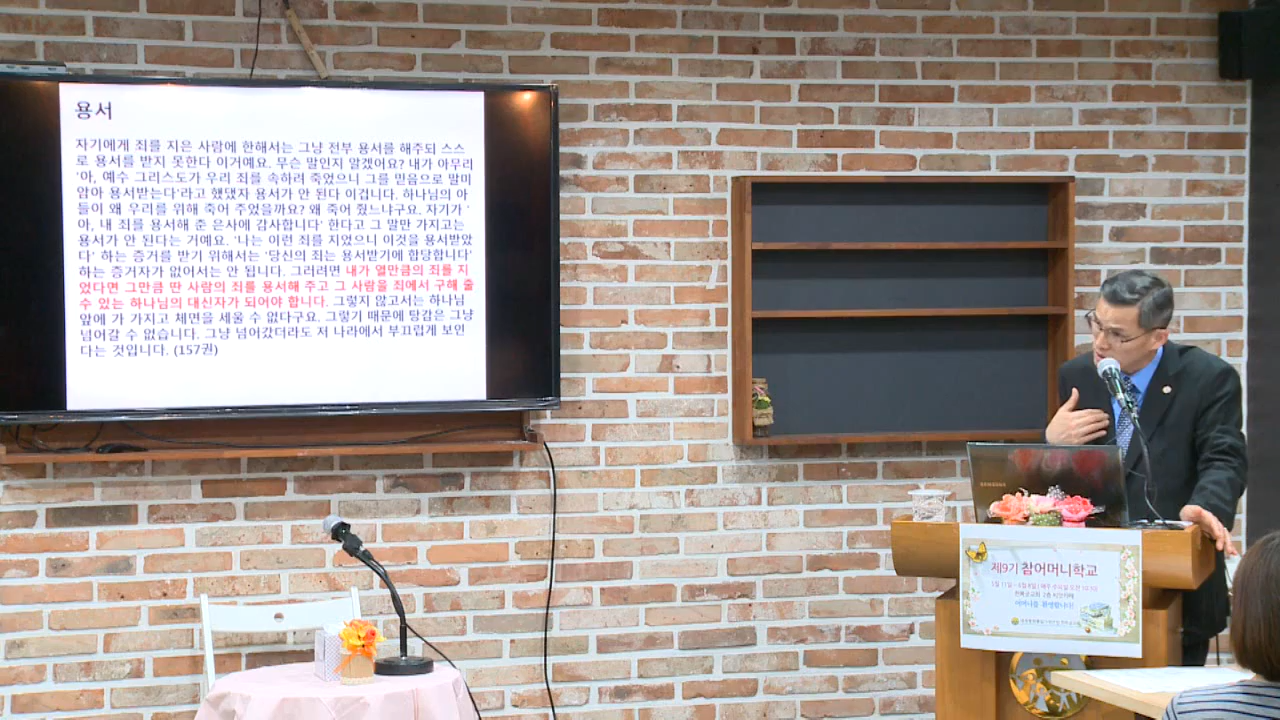 용서
자기에게 죄를 지은 사람에 한해서는 그냥 전부 용서를 해주되 스스
로 용서를 받지 못한다 이거예요. 무슨 말인지 알겠어요? 내가 아무리
'아, 예수 그리스도가 우리 죄를 속하려 죽었으니 그를 믿음으로 말미
암아 용서받는다'라고 했댔자 용서가 안 된다 이겁니다. 하나님의 아
들이 왜 우리를 위해 죽어 주었을까요? 왜 죽어 줬느냐구요. 자기가 '
아, 내 죄를 용서해 준 은사에 감사합니다' 한다고 그 말만 가지고는
용서가 안 된다는 거예요. '나는 이런 죄를 지었으니 이것을 용서받았
다' 하는 증거를 받기 위해서는 '당신의 죄는 용서받기에 합당합니다'
하는 증거자가 없어서는 안 됩니다. 그러려면 내가 열만큼의 죄를 지
었다면 그만큼 딴 사람의 죄를 용서해 주고 그 사람을 죄에서 구해 줄
수 있는 하나님의 대신자가 되어야 합니다. 그렇지 않고서는 하나님
앞에 가 가지고 체면을 세울 수 없다구요. 그렇기 때문에 탕감은 그냥
넘어갈 수 없습니다. 그냥 넘어갔더라도 저 나라에서 부끄럽게 보인
다는 것입니다. (157권)
제9기 참어머니학교